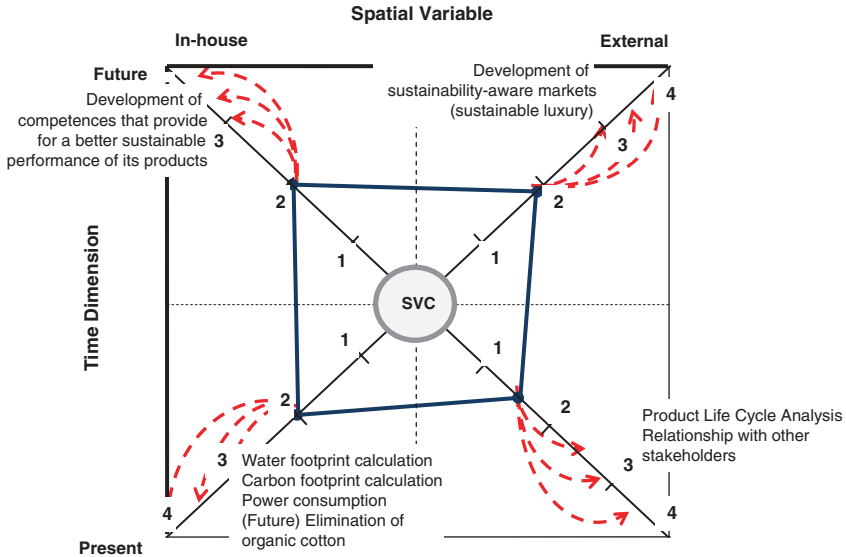 Spatial Variable
In-house
External
Future
Development of
competences that provide
for a better sustainable
performance of its products
3
Development of
sustainability-aware markets
(sustainable luxury)
4
3
2
2
1
1
Time Dimension
SVC
1
1
2
2
3
4
Water footprint calculation
Carbon footprint calculation
Power consumption
(Future) Elimination of
organic cotton
Product Life Cycle Analysis
Relationship with other
stakeholders
3
4
Present